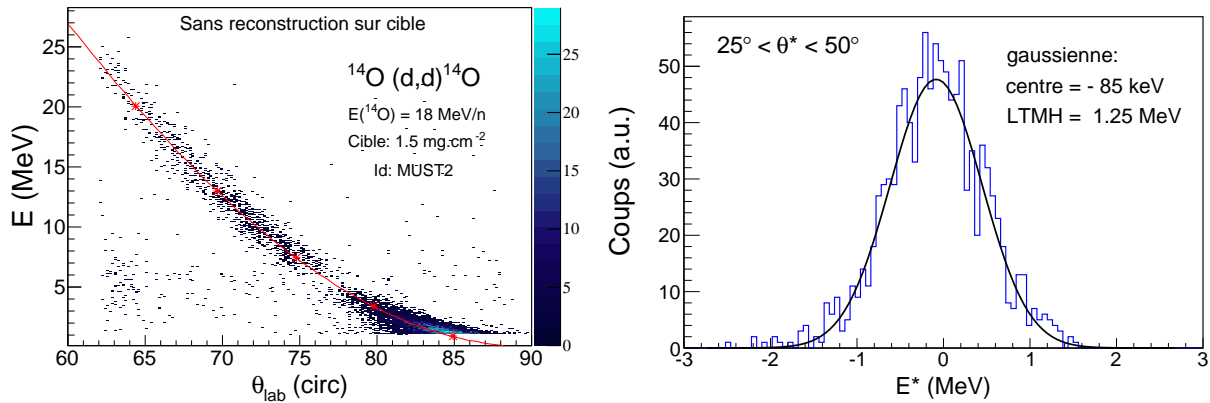 Sans reconstruction sur cible
¹⁴O (d,d)¹⁴O
E(¹⁴O) = 18 MeV/n
Cible: 1.5 mg.cm⁻²
Id: MUST2
E (MeV)
25
20
15
10
5
60 65 70 75 80 85 90
θlab (circ)
25
20
15
10
5
0
25° < θ* < 50°
gaussienne:
centre = - 85 keV
LTMH = 1.25 MeV
Coups (a.u.)
50
40
30
20
10
0
-3 -2 -1 0 1 2 3
E* (MeV)